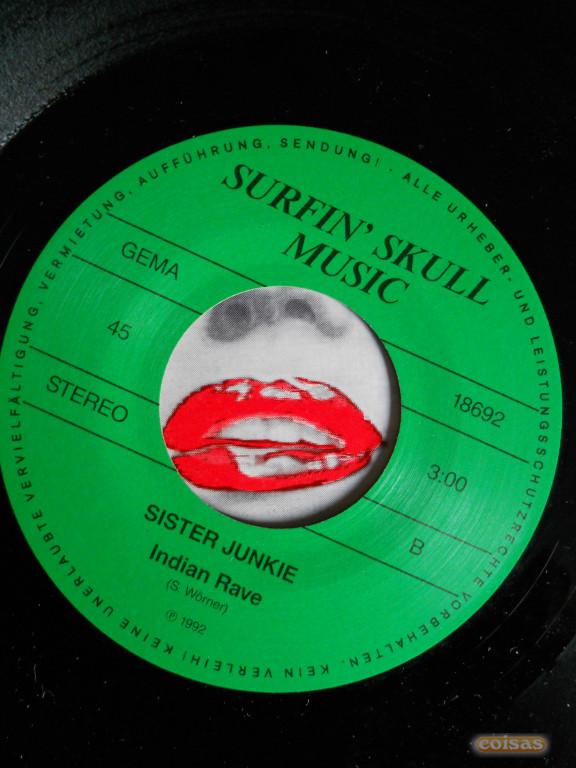 SURFIN' SKULL
MUSIC
GEMA
45
STEREO
18692
3:00
B
SISTER JUNKIE
Indian Rave
(S. Wörner)
℗ 1992
ALLE URHEBER- UND LEISTUNGSSCHUTZRECHTE VORBEHALTEN. KEIN VERLEIH! KEINE UNERLAUBTE VERVIELFÄLTIGUNG, VERMIETUNG, AUFFÜHRUNG, SENDUNG! ·
coisas